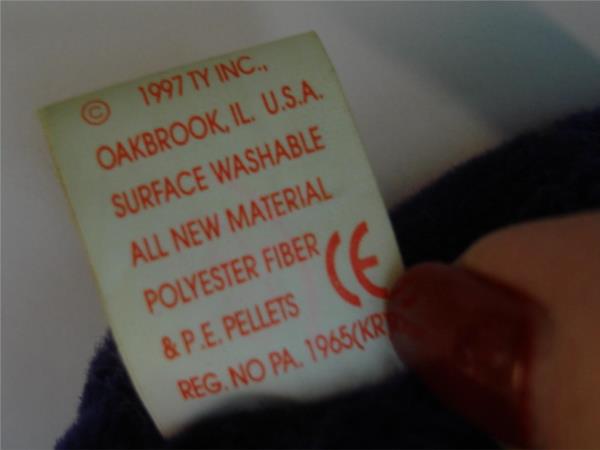 © 1997 TY INC.,
OAKBROOK, IL. U.S.A.
SURFACE WASHABLE
ALL NEW MATERIAL
POLYESTER FIBER
& P.E. PELLETS CE
REG. NO PA. 1965(KR)